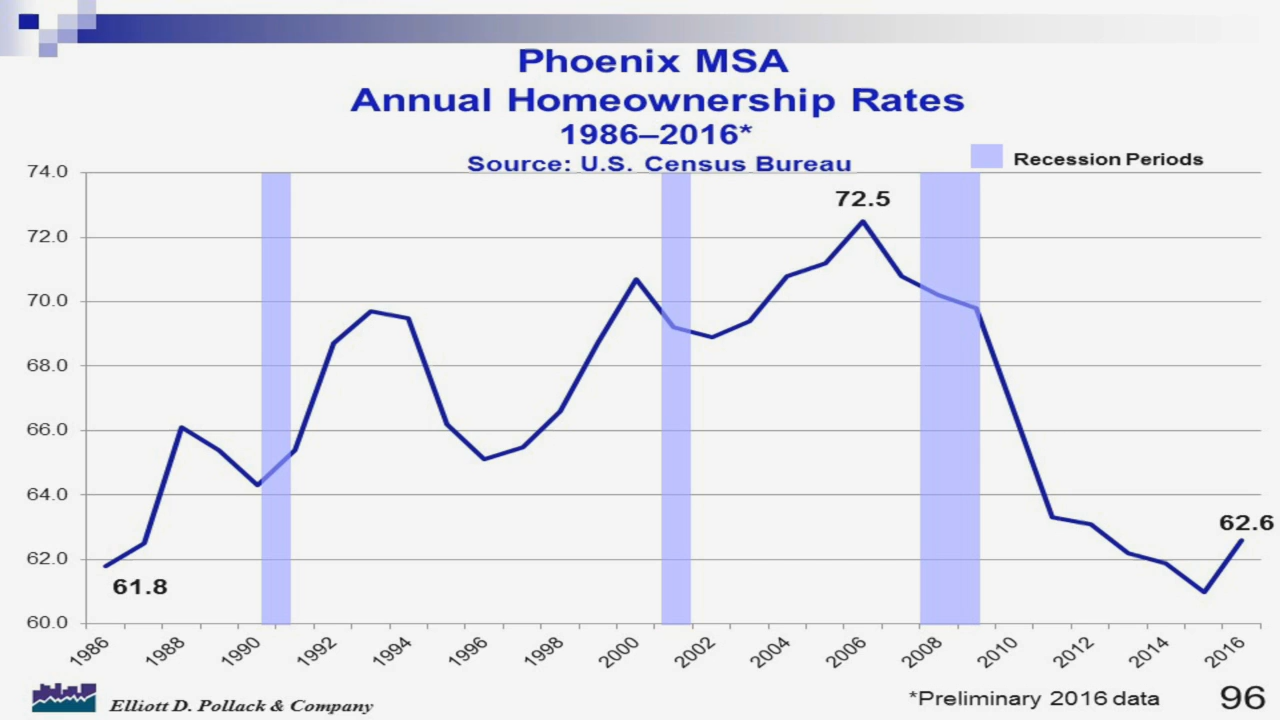 Phoenix MSA
Annual Homeownership Rates
1986–2016*
Source: U.S. Census Bureau
Recession Periods
74.0
72.0
70.0
68.0
66.0
64.0
62.0
60.0
61.8
72.5
62.6
1986 1988 1990 1992 1994 1996 1998 2000 2002 2004 2006 2008 2010 2012 2014 2016
Elliott D. Pollack & Company
*Preliminary 2016 data
96